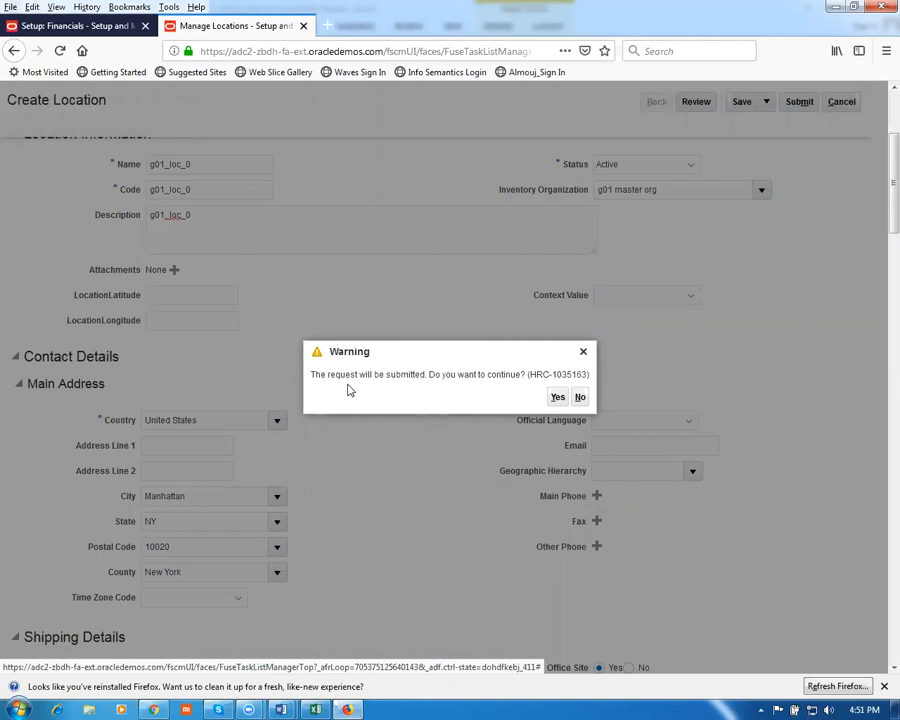 File Edit View History Bookmarks Tools Help
Setup: Financials - Setup and M
Manage Locations - Setup and M
https://adc2-zbdh-fa-ext.oracledemos.com/fscmUI/faces/FuseTaskListManag
Search
Most Visited Getting Started Suggested Sites Web Slice Gallery Waves Sign In Info Semantics Login Almouj_Sign In
Create Location
Back Review Save Submit Cancel
Location Information
* Name g01_loc_0
* Status Active
* Code g01_loc_0
Inventory Organization g01 master org
Description g01_loc_0
Attachments None
LocationLatitude
Context Value
LocationLongitude
Warning
The request will be submitted. Do you want to continue? (HRC-1035163)
Yes No
Contact Details
Main Address
* Country United States
Official Language
Address Line 1
Email
Address Line 2
Geographic Hierarchy
City Manhattan
Main Phone
State NY
Fax
Postal Code 10020
Other Phone
County New York
Time Zone Code
Shipping Details
https://adc2-zbdh-fa-ext.oracledemos.com/fscmUI/faces/FuseTaskListManagerTop?_afrLoop=705375125640143&_adf.ctrl-state=dohdfkebj_411#
Office Site Yes No
Looks like you've reinstalled Firefox. Want us to clean it up for a fresh, like-new experience?
Refresh Firefox...
4:51 PM